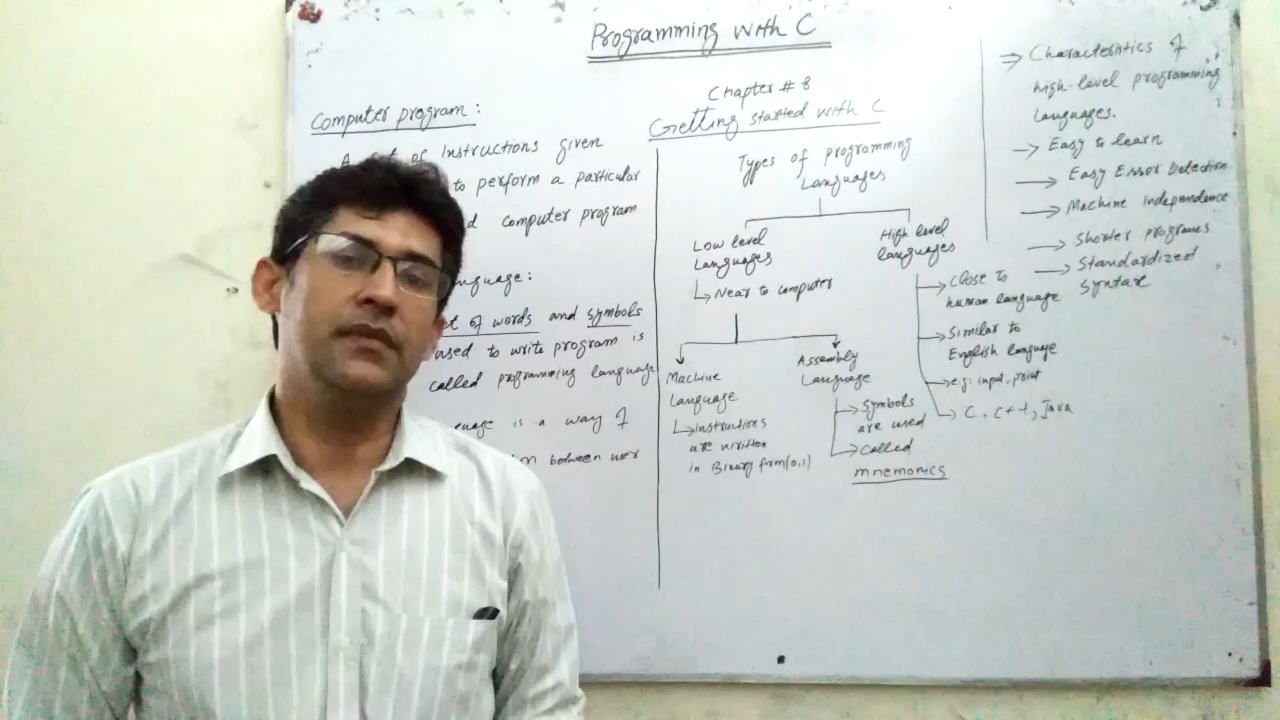 Programming with C
Chapter # 8
Getting started with C
Computer program:
A set of Instructions given
to perform a particular
computer program
Language:
set of words and symbols
used to write program is
called programming language
is a way of
between user
Types of programming
Languages
Low level
Languages
Near to computer
Machine
Language
Instructions
are written
in Binary form(0,1)
Assembly
Language
Symbols
are used
Called
mnemonics
High level
languages
Close to
human language
Similar to
English language
e.g: input, print
C, C++, Java
Characteristics of
high-level programming
Languages.
Easy to learn
Easy Error Detection
Machine Independence
Shorter programs
Standardized
Syntax